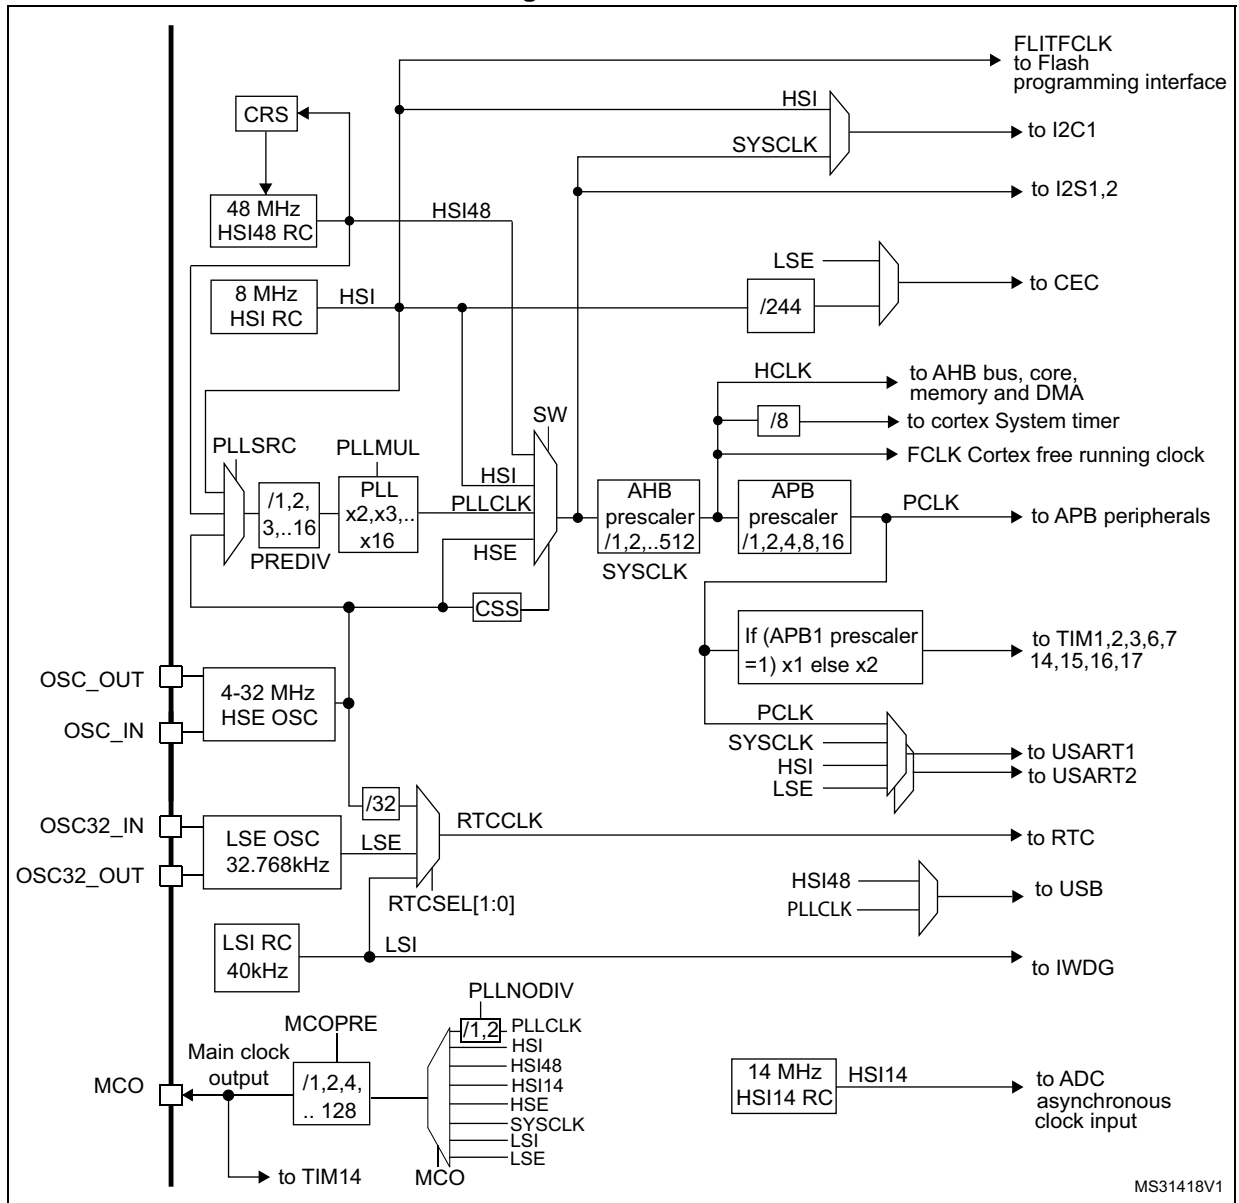 FLITFCLK
to Flash
programming interface
HSI
CRS
to I2C1
SYSCLK
to I2S1,2
48 MHz
HSI48 RC
HSI48
LSE
to CEC
8 MHz
HSI RC
HSI
/244
HCLK
to AHB bus, core,
memory and DMA
/8
to cortex System timer
SW
PLLSRC
PLLMUL
FCLK Cortex free running clock
HSI
/1,2,
3,..16
PREDIV
PLL
x2,x3,..
x16
PLLCLK
HSE
AHB
prescaler
/1,2,..512
SYSCLK
APB
prescaler
/1,2,4,8,16
PCLK
to APB peripherals
CSS
If (APB1 prescaler
=1) x1 else x2
to TIM1,2,3,6,7
14,15,16,17
OSC_OUT
OSC_IN
4-32 MHz
HSE OSC
PCLK
SYSCLK
HSI
LSE
to USART1
to USART2
/32
OSC32_IN
OSC32_OUT
LSE OSC
32.768kHz
LSE
RTCCLK
to RTC
RTCSEL[1:0]
HSI48
PLLCLK
to USB
LSI RC
40kHz
LSI
to IWDG
PLLNODIV
MCOPRE
/1,2
PLLCLK
HSI
HSI48
HSI14
HSE
SYSCLK
LSI
LSE
Main clock
output
MCO
/1,2,4,
.. 128
14 MHz
HSI14 RC
HSI14
to ADC
asynchronous
clock input
to TIM14
MCO
MS31418V1